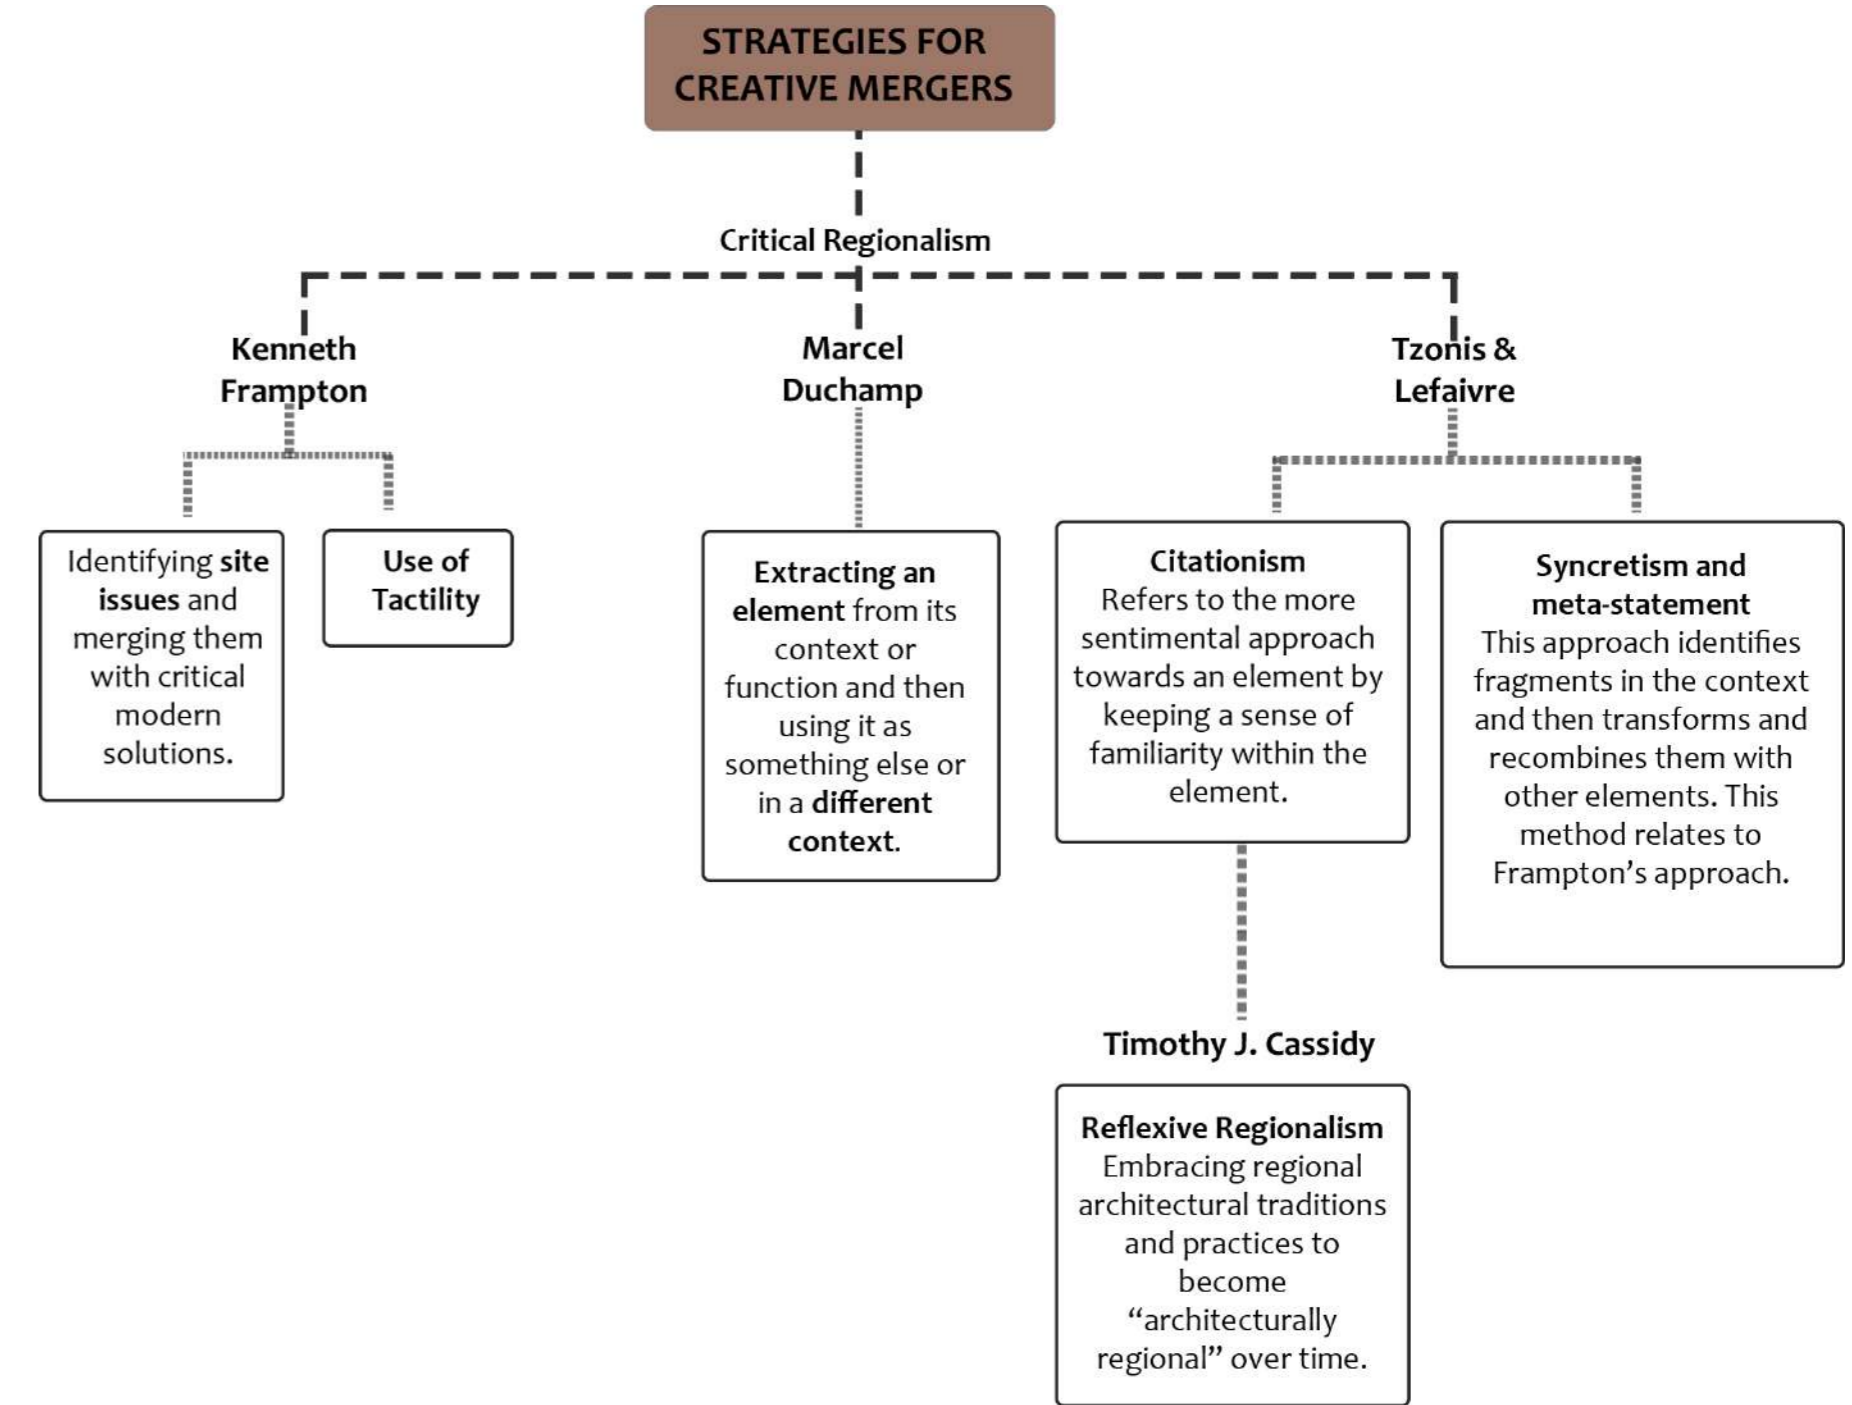 STRATEGIES FOR
CREATIVE MERGERS
Critical Regionalism
Kenneth
Frampton
Marcel
Duchamp
Tzonis &
Lefaivre
Identifying site
issues and
merging them
with critical
modern
solutions.
Use of
Tactility
Extracting an
element from its
context or
function and then
using it as
something else or
in a different
context.
Citationism
Refers to the more
sentimental approach
towards an element by
keeping a sense of
familiarity within the
element.
Syncretism and
meta-statement
This approach identifies
fragments in the context
and then transforms and
recombines them with
other elements. This
method relates to
Frampton’s approach.
Timothy J. Cassidy
Reflexive Regionalism
Embracing regional
architectural traditions
and practices to
become
“architecturally
regional” over time.